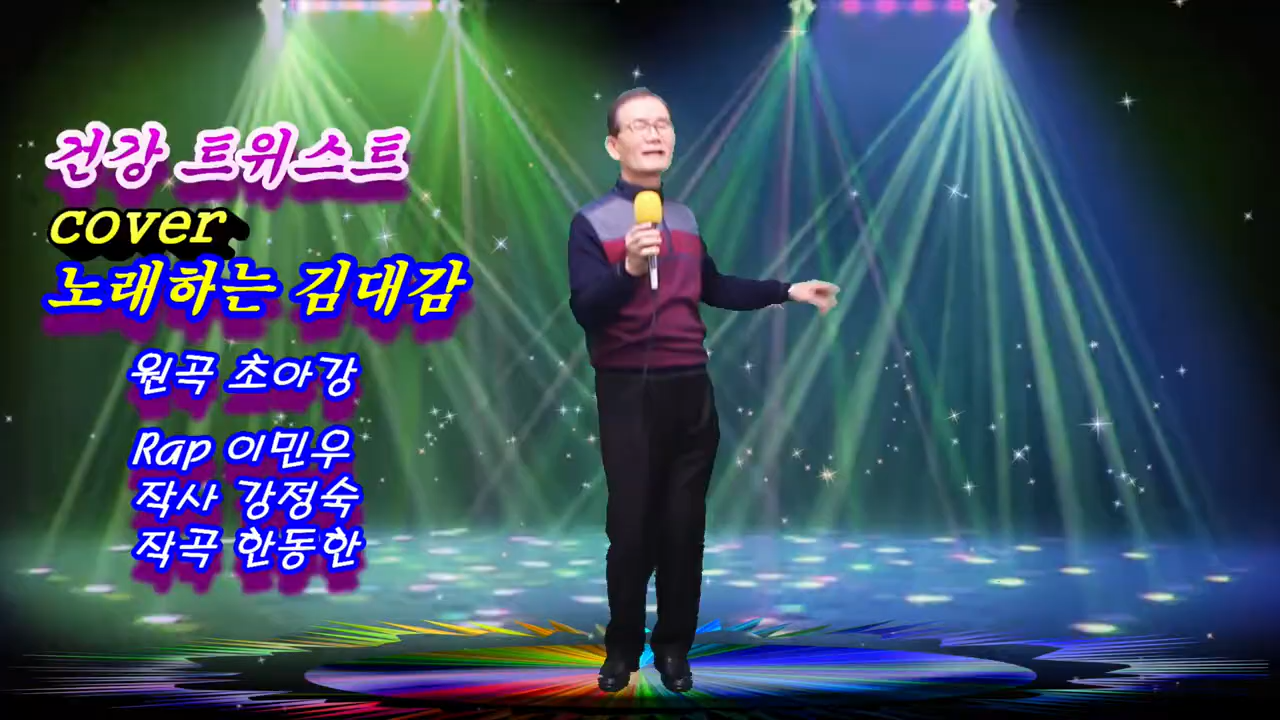 건강 트위스트
cover
노래하는 김대감
원곡 초아강
Rap 이민우
작사 강정숙
작곡 한동한